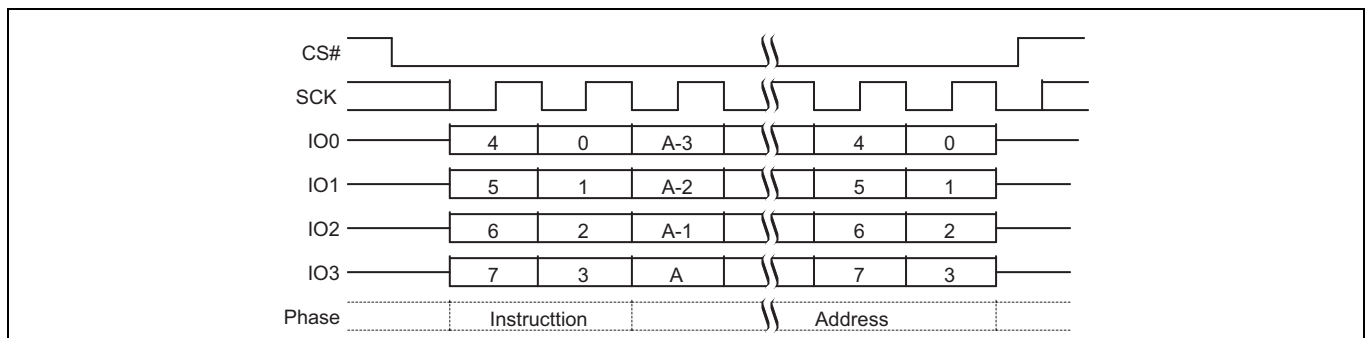 CS#
SCK
IO0 4 0 A-3 4 0
IO1 5 1 A-2 5 1
IO2 6 2 A-1 6 2
IO3 7 3 A 7 3
Phase Instructtion Address